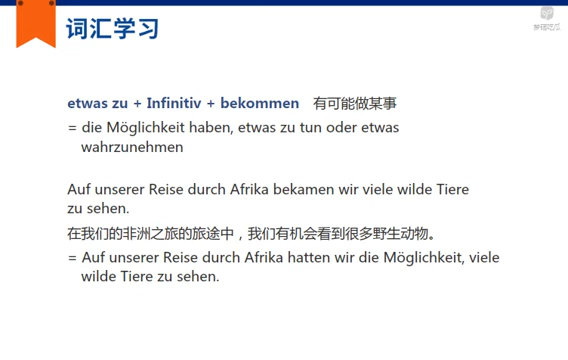 词汇学习
etwas zu + Infinitiv + bekommen 有可能做某事
= die Möglichkeit haben, etwas zu tun oder etwas
wahrzunehmen
Auf unserer Reise durch Afrika bekamen wir viele wilde Tiere
zu sehen.
在我们的非洲之旅的旅途中，我们有机会看到很多野生动物。
= Auf unserer Reise durch Afrika hatten wir die Möglichkeit, viele
wilde Tiere zu sehen.